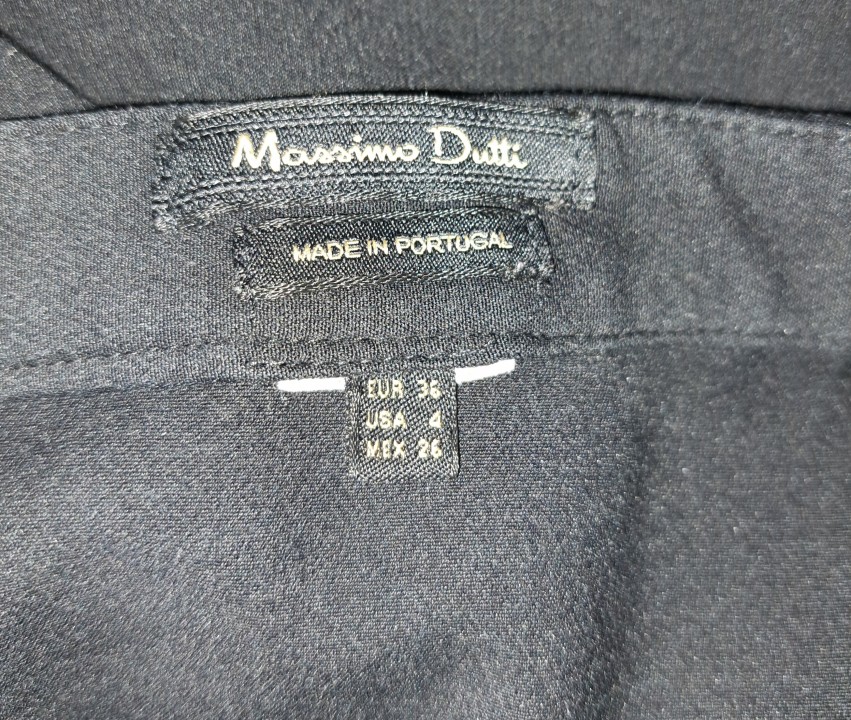 Massimo Dutti
MADE IN PORTUGAL
EUR 36
USA 4
MEX 26